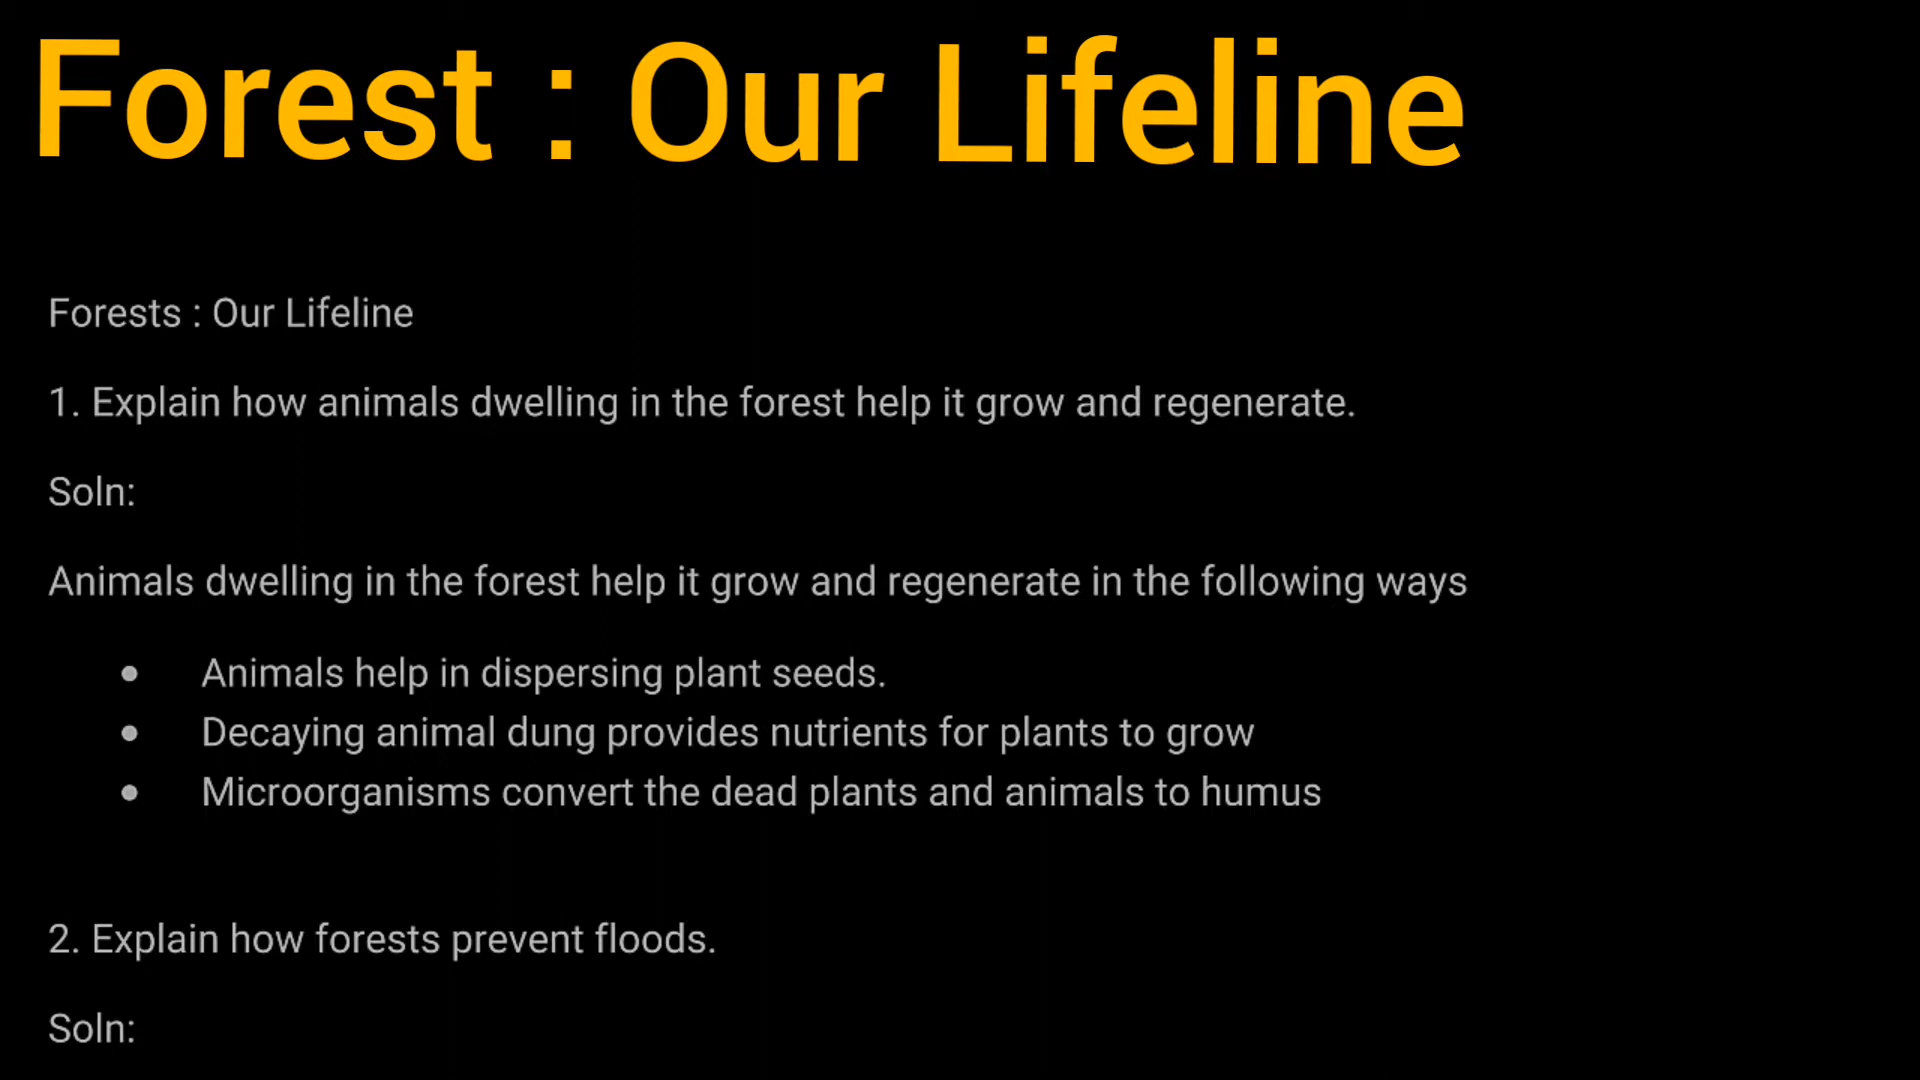 Forest : Our Lifeline
Forests : Our Lifeline
1. Explain how animals dwelling in the forest help it grow and regenerate.
Soln:
Animals dwelling in the forest help it grow and regenerate in the following ways
● Animals help in dispersing plant seeds.
● Decaying animal dung provides nutrients for plants to grow
● Microorganisms convert the dead plants and animals to humus
2. Explain how forests prevent floods.
Soln: